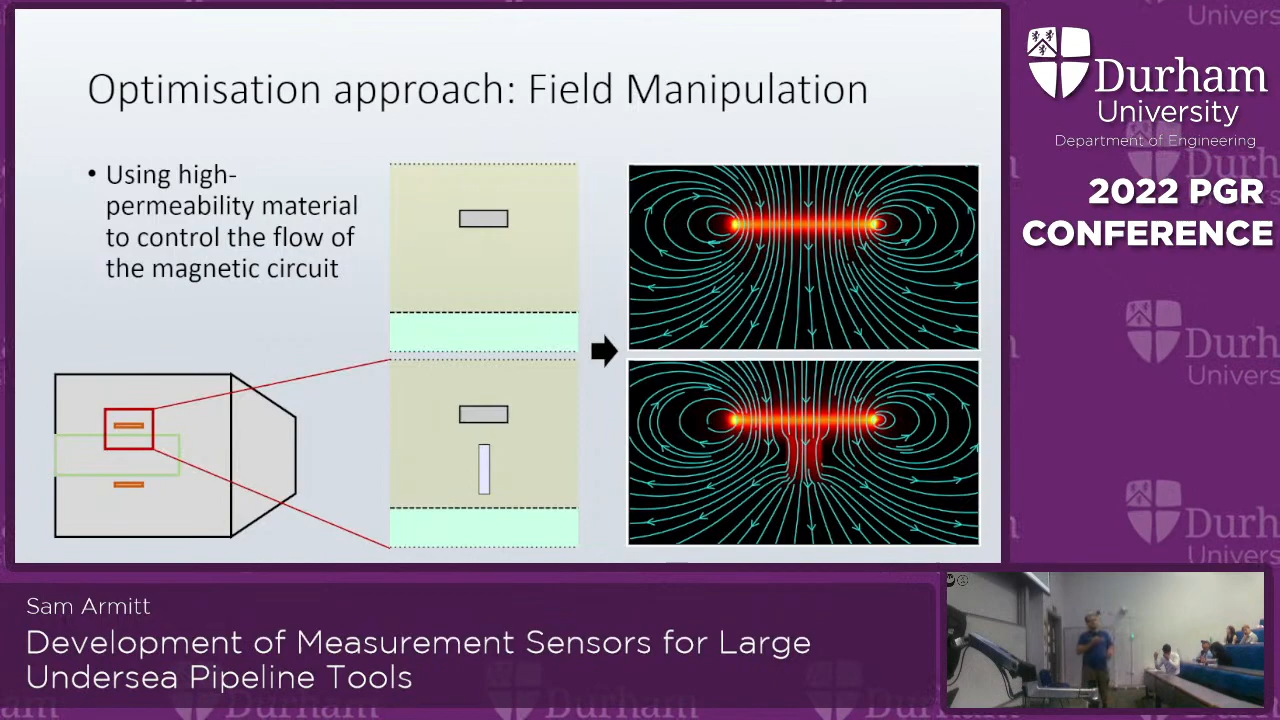 Optimisation approach: Field Manipulation
• Using high-
permeability material
to control the flow of
the magnetic circuit
Durham
University
Department of Engineering
2022 PGR
CONFERENCE
Sam Armitt
Development of Measurement Sensors for Large
Undersea Pipeline Tools